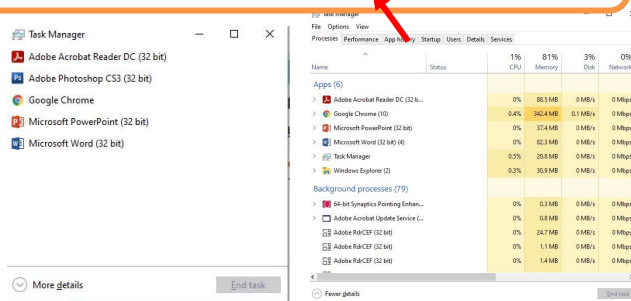 Task Manager
Adobe Acrobat Reader DC (32 bit)
Adobe Photoshop CS3 (32 bit)
Google Chrome
Microsoft PowerPoint (32 bit)
Microsoft Word (32 bit)
More details
End task
Task Manager
File Options View
Processes Performance App history Startup Users Details Services
1% 81% 3% 0%
Name Status CPU Memory Disk Network
Apps (6)
Adobe Acrobat Reader DC (32 b... 0% 88.5 MB 0 MB/s 0 Mbps
Google Chrome (10) 0.4% 342.4 MB 0.1 MB/s 0 Mbps
Microsoft PowerPoint (32 bit) 0% 37.4 MB 0 MB/s 0 Mbps
Microsoft Word (32 bit) (4) 0% 82.3 MB 0 MB/s 0 Mbps
Task Manager 0.5% 20.8 MB 0 MB/s 0 Mbps
Windows Explorer (2) 0.3% 30.9 MB 0.1 MB/s 0 Mbps
Background processes (79)
64-bit Synaptics Pointing Enhan... 0% 0.3 MB 0 MB/s 0 Mbps
Adobe Acrobat Update Service (... 0% 0.8 MB 0 MB/s 0 Mbps
Adobe RdrCEF (32 bit) 0% 24.7 MB 0 MB/s 0 Mbps
Adobe RdrCEF (32 bit) 0% 1.1 MB 0 MB/s 0 Mbps
Adobe RdrCEF (32 bit) 0% 1.4 MB 0 MB/s 0 Mbps
Fewer details
End task